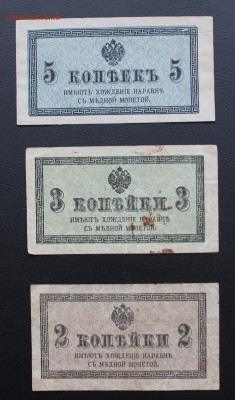 5 КОПѢЕКЪ 5
ИМѢЮТЪ ХОЖДЕНІЕ НАРАВНѢ
СЪ МѢДНОЙ МОНЕТОЙ.
3 КОПѢЙКИ 3
ИМѢЮТЪ ХОЖДЕНІЕ НАРАВНѢ
СЪ МѢДНОЙ МОНЕТОЙ.
2 КОПѢЙКИ 2
ИМѢЮТЪ ХОЖДЕНІЕ НАРАВНѢ
СЪ МѢДНОЙ МОНЕТОЙ.